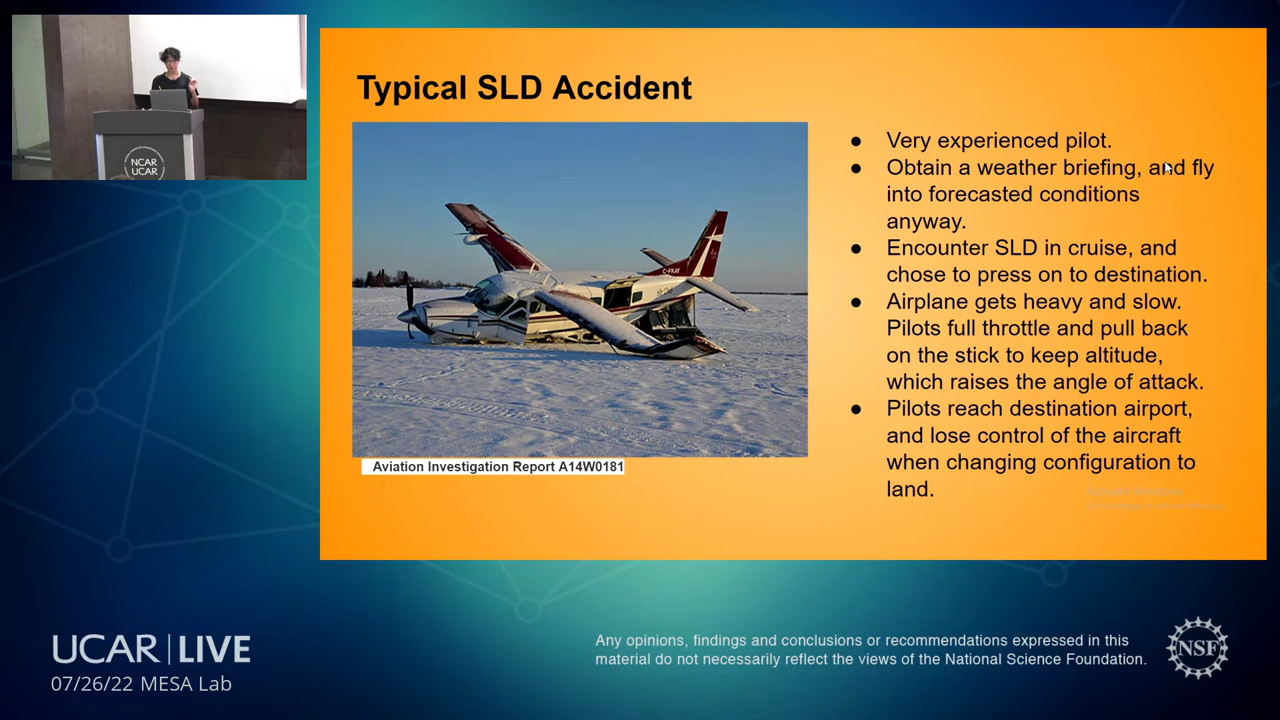 NCAR
UCAR
Typical SLD Accident
C-FKAY
Aviation Investigation Report A14W0181
● Very experienced pilot.
● Obtain a weather briefing, and fly
into forecasted conditions
anyway.
● Encounter SLD in cruise, and
chose to press on to destination.
● Airplane gets heavy and slow.
Pilots full throttle and pull back
on the stick to keep altitude,
which raises the angle of attack.
● Pilots reach destination airport,
and lose control of the aircraft
when changing configuration to
land.
UCAR | LIVE
07/26/22 MESA Lab
Any opinions, findings and conclusions or recommendations expressed in this
material do not necessarily reflect the views of the National Science Foundation.
NSF